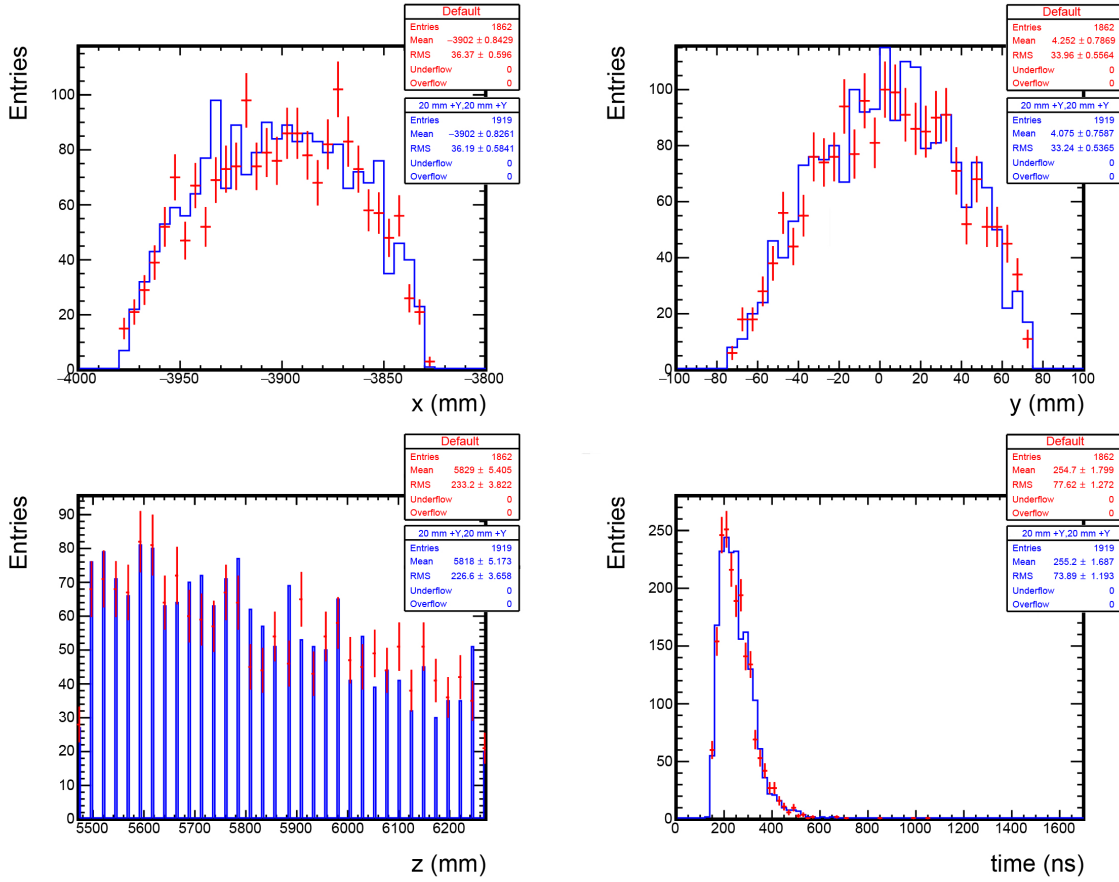 Default
Entries 1862
Mean −3902 ± 0.8429
RMS 36.37 ± 0.596
Underflow 0
Overflow 0
20 mm +Y,20 mm +Y
Entries 1919
Mean −3902 ± 0.8261
RMS 36.19 ± 0.5841
Underflow 0
Overflow 0
Entries
100
80
60
40
20
0
−4000 −3950 −3900 −3850 −3800
x (mm)
Default
Entries 1862
Mean 4.252 ± 0.7869
RMS 33.96 ± 0.5564
Underflow 0
Overflow 0
20 mm +Y,20 mm +Y
Entries 1919
Mean 4.075 ± 0.7587
RMS 33.24 ± 0.5365
Underflow 0
Overflow 0
Entries
100
80
60
40
20
0
−100 −80 −60 −40 −20 0 20 40 60 80 100
y (mm)
Default
Entries 1862
Mean 5829 ± 5.405
RMS 233.2 ± 3.822
Underflow 0
Overflow 0
20 mm +Y,20 mm +Y
Entries 1919
Mean 5818 ± 5.173
RMS 226.6 ± 3.658
Underflow 0
Overflow 0
Entries
90
80
70
60
50
40
30
20
10
0
5500 5600 5700 5800 5900 6000 6100 6200
z (mm)
Default
Entries 1862
Mean 254.7 ± 1.799
RMS 77.62 ± 1.272
Underflow 0
Overflow 0
20 mm +Y,20 mm +Y
Entries 1919
Mean 255.2 ± 1.687
RMS 73.89 ± 1.193
Underflow 0
Overflow 0
Entries
250
200
150
100
50
0
0 200 400 600 800 1000 1200 1400 1600
time (ns)